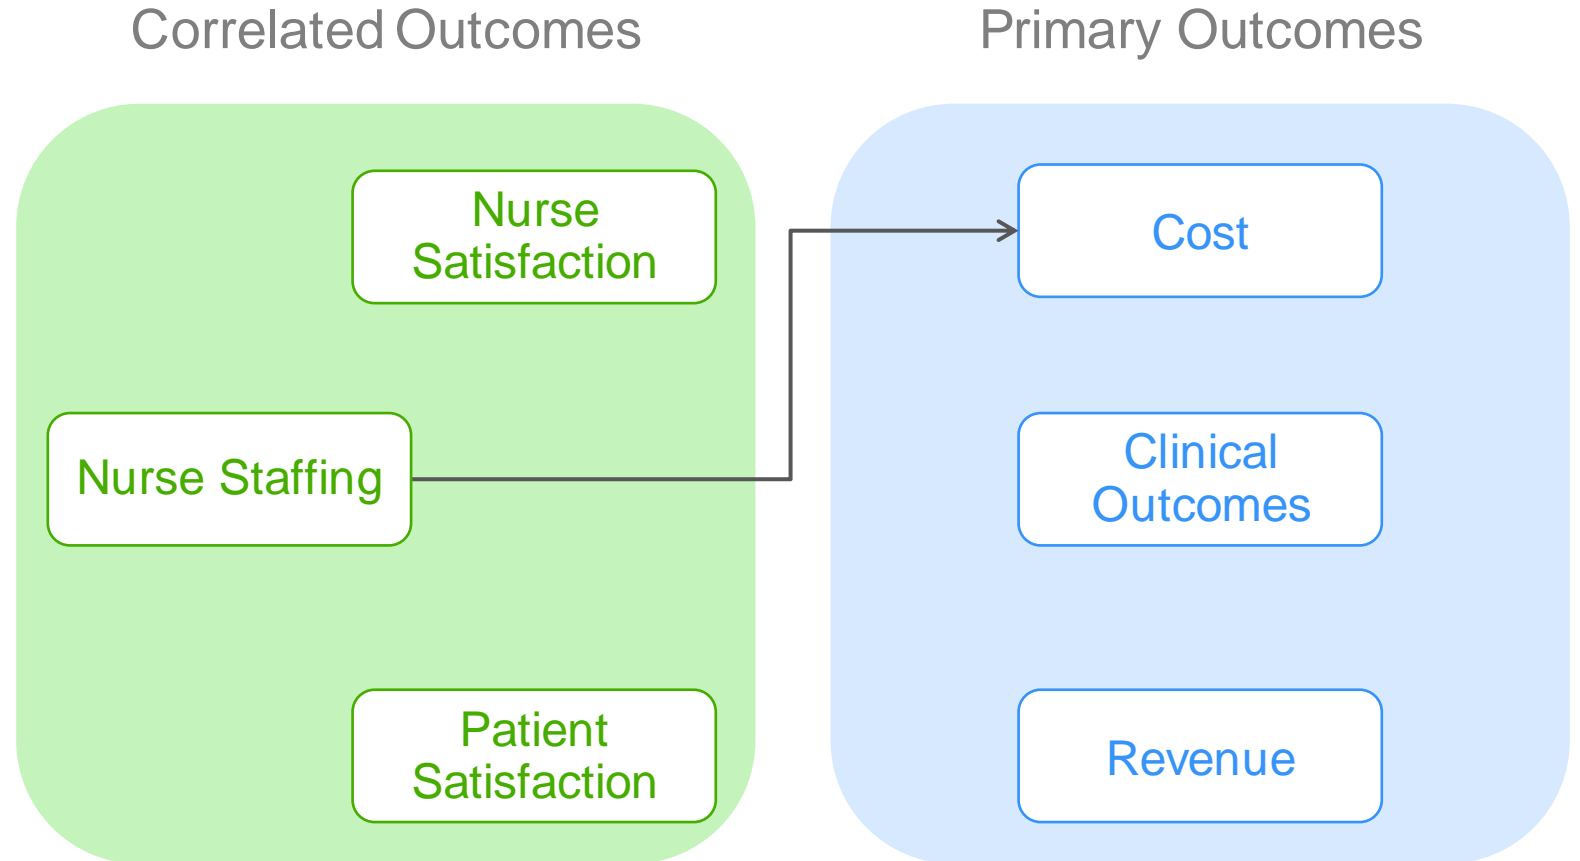 Correlated Outcomes
Primary Outcomes
Nurse
Satisfaction
Cost
Nurse Staffing
Clinical
Outcomes
Patient
Satisfaction
Revenue